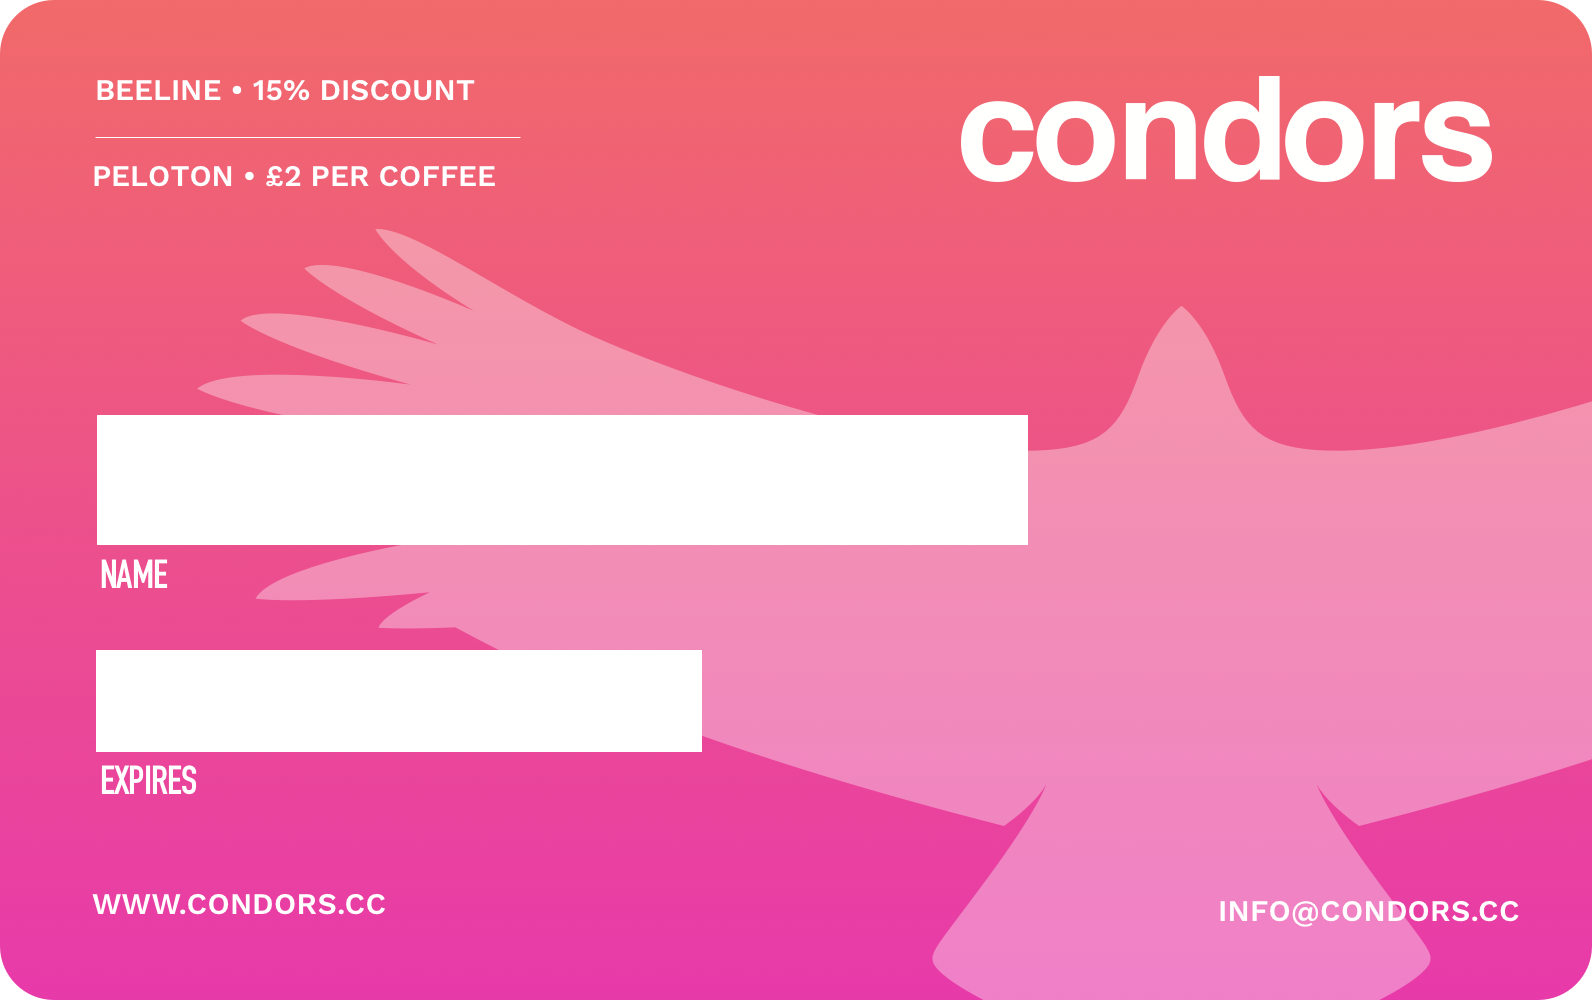 BEELINE • 15% DISCOUNT
PELOTON • £2 PER COFFEE
condors
NAME
EXPIRES
WWW.CONDORS.CC
INFO@CONDORS.CC